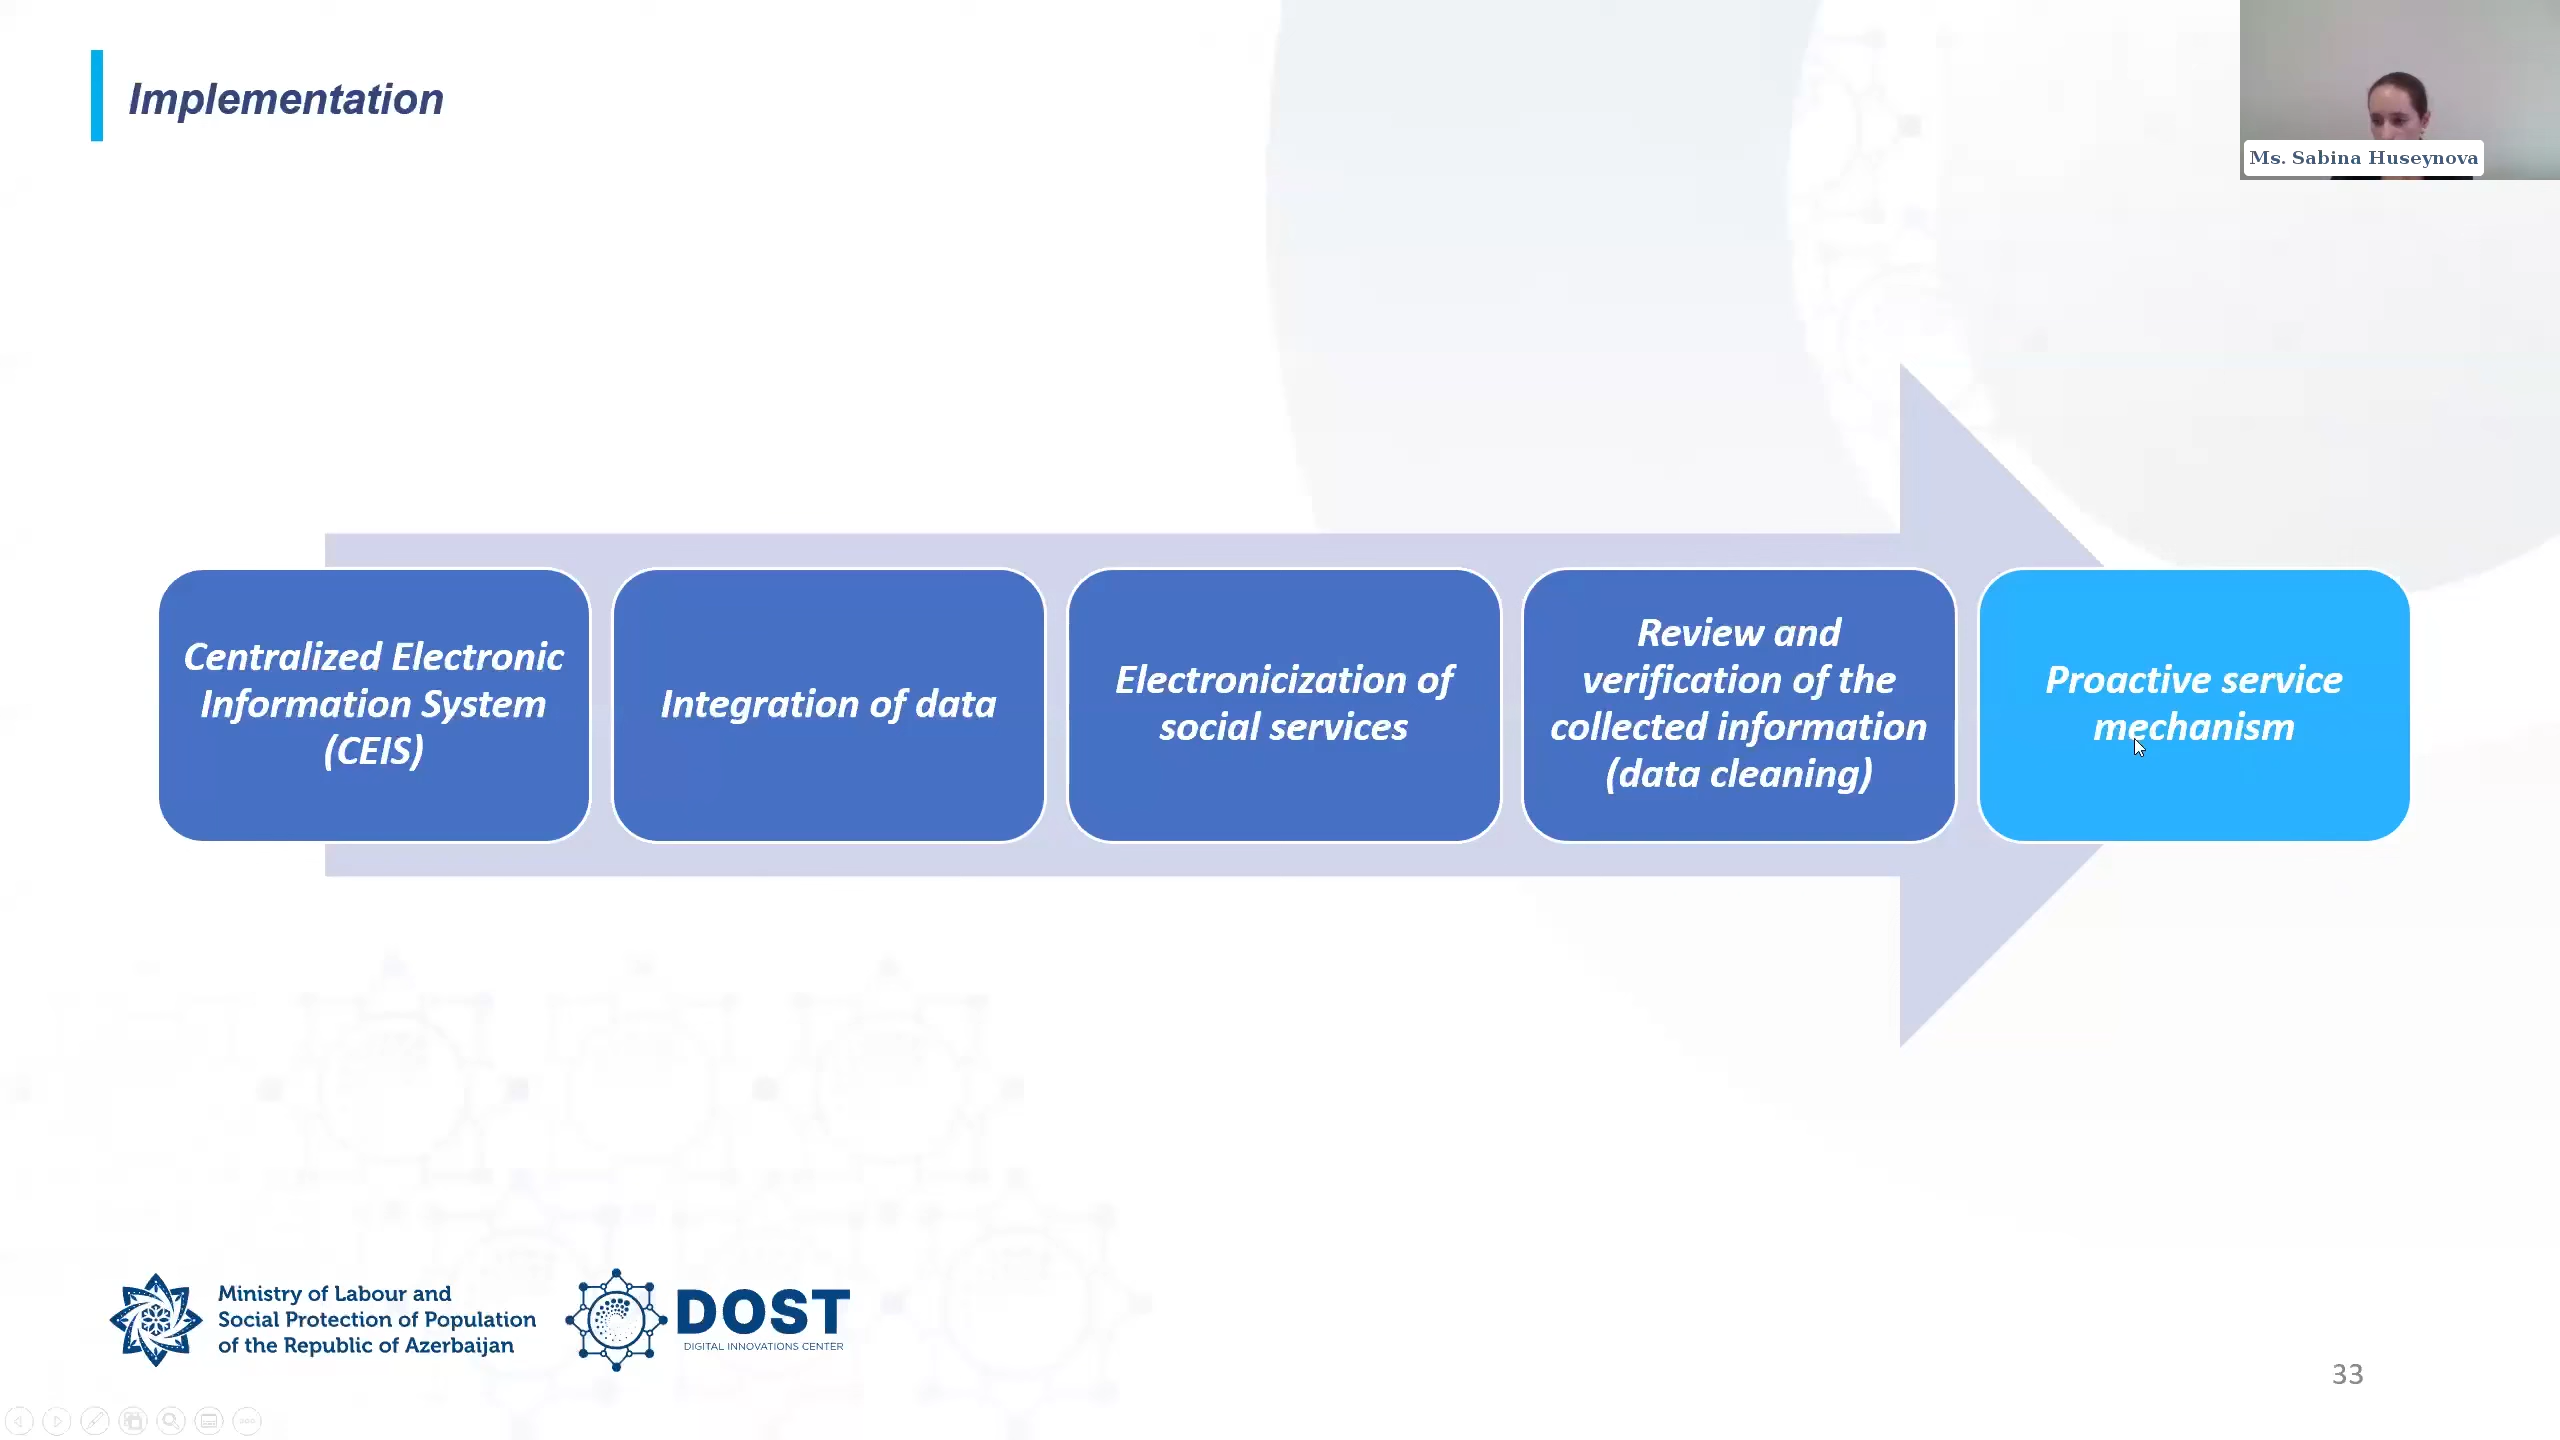 Implementation
Ms. Sabina Huseynova
Centralized Electronic
Information System
(CEIS)
Integration of data
Electronicization of
social services
Review and
verification of the
collected information
(data cleaning)
Proactive service
mechanism
Ministry of Labour and
Social Protection of Population
of the Republic of Azerbaijan
DOST
DIGITAL INNOVATIONS CENTER
33